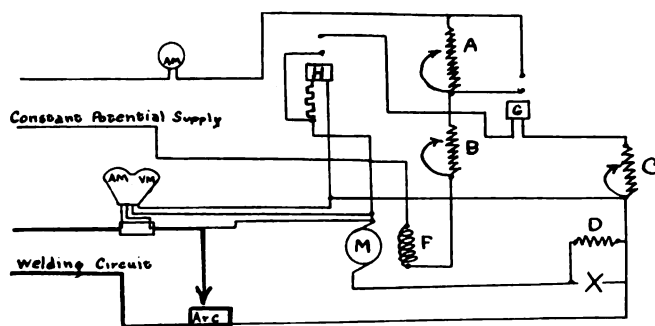 A
AM
H
G
Constant Potential Supply
B
C
AM VM
D
M
F
X
Welding Circuit
Arc